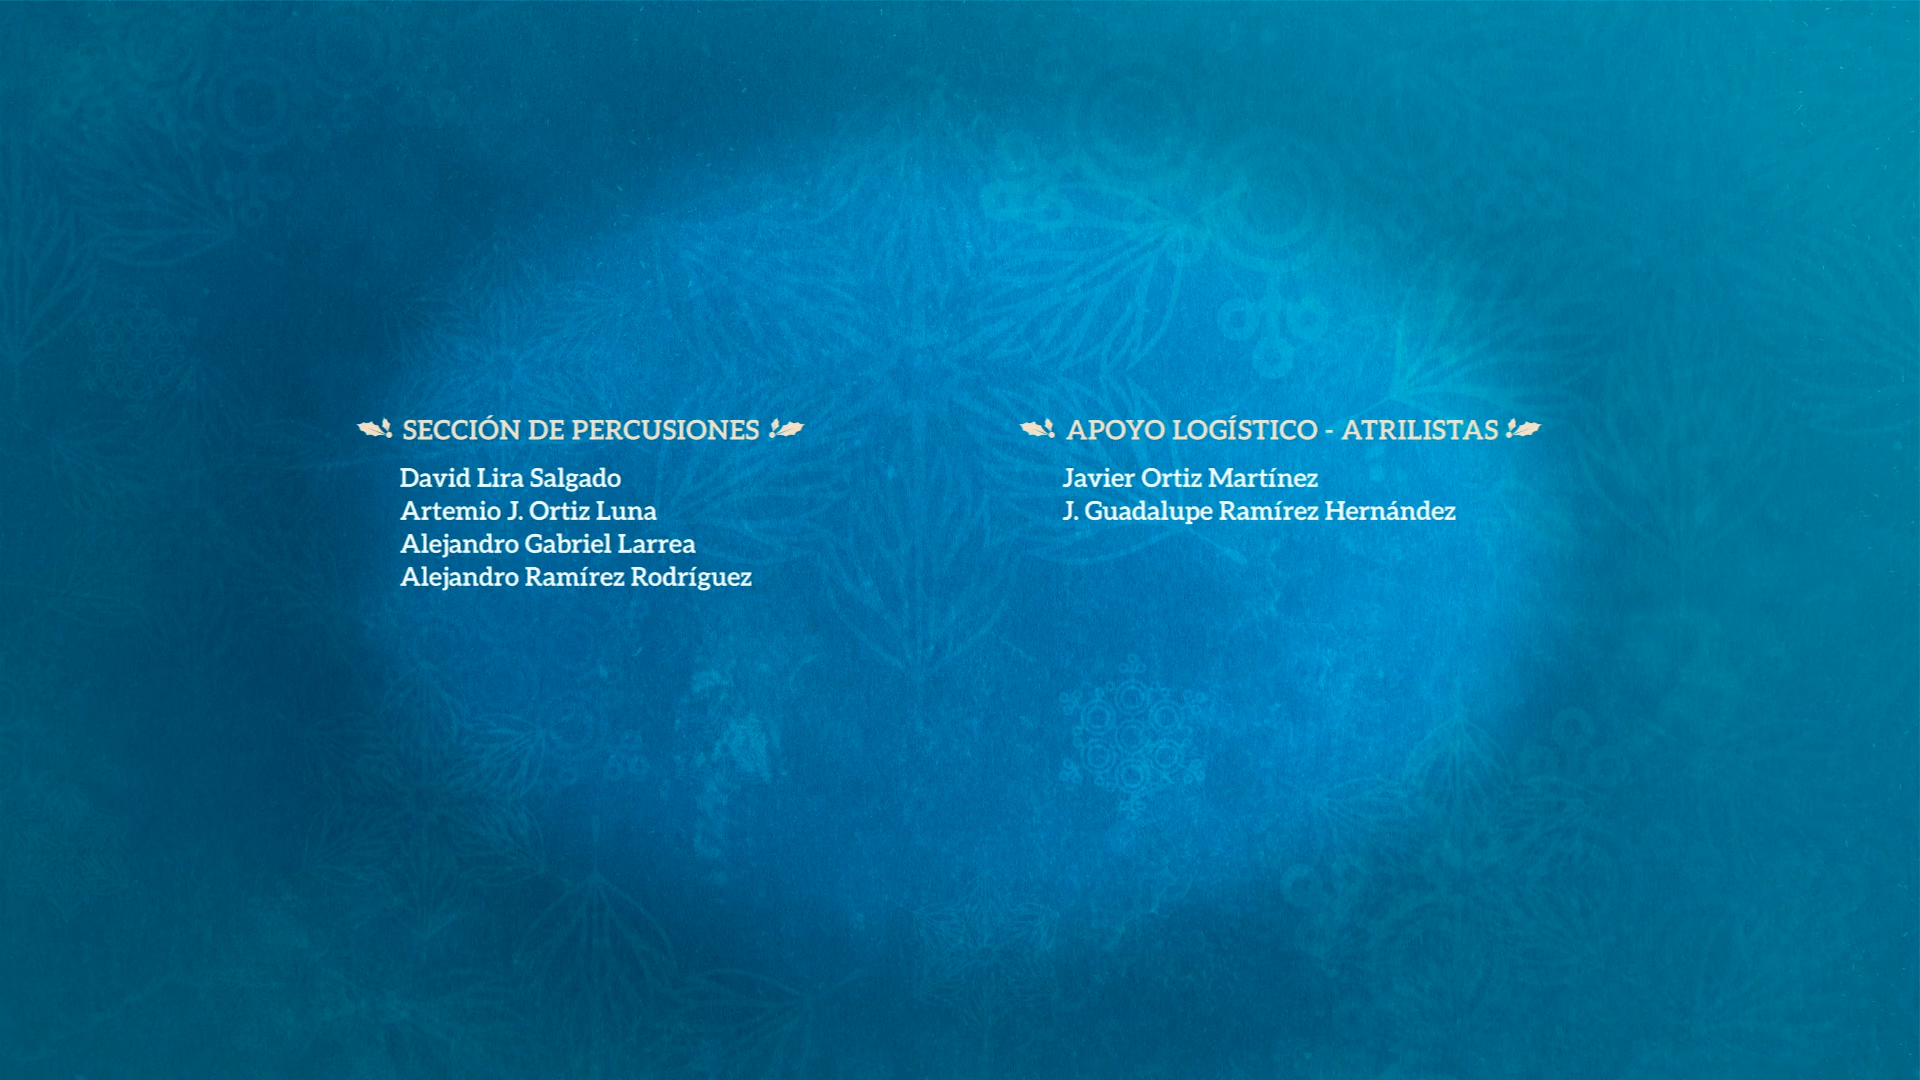 SECCIÓN DE PERCUSIONES
David Lira Salgado
Artemio J. Ortiz Luna
Alejandro Gabriel Larrea
Alejandro Ramírez Rodríguez
APOYO LOGÍSTICO - ATRILISTAS
Javier Ortiz Martínez
J. Guadalupe Ramírez Hernández